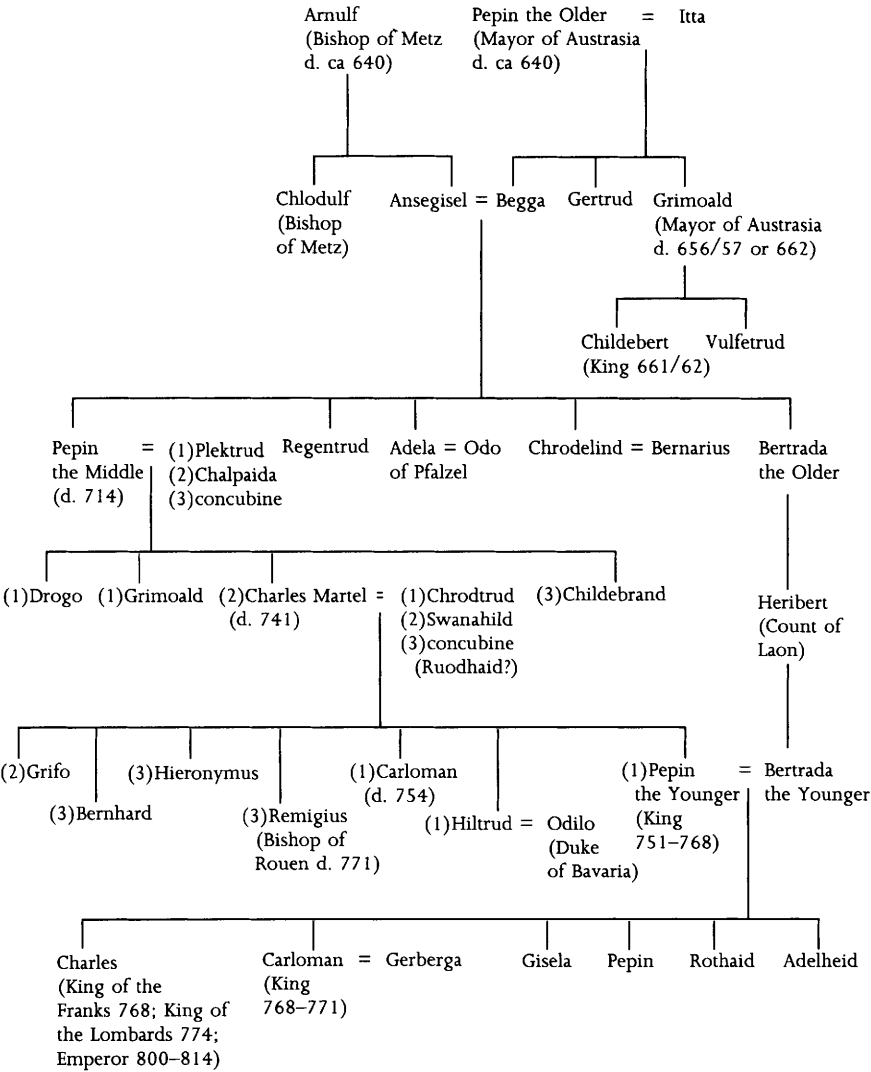 Arnulf
(Bishop of Metz
d. ca 640)
Pepin the Older = Itta
(Mayor of Austrasia
d. ca 640)
Chlodulf
(Bishop
of Metz)
Ansegisel = Begga
Gertrud
Grimoald
(Mayor of Austrasia
d. 656/57 or 662)
Childebert
(King 661/62)
Vulfetrud
Pepin =
the Middle
(d. 714)
(1)Plektrud
(2)Chalpaida
(3)concubine
Regentrud
Adela = Odo
of Pfalzel
Chrodelind = Bernarius
Bertrada
the Older
(1)Drogo
(1)Grimoald
(2)Charles Martel =
(d. 741)
(1)Chrodtrud
(2)Swanahild
(3)concubine
(Ruodhaid?)
(3)Childebrand
Heribert
(Count of
Laon)
(2)Grifo
(3)Bernhard
(3)Hieronymus
(3)Remigius
(Bishop of
Rouen d. 771)
(1)Carloman
(d. 754)
(1)Hiltrud = Odilo
(Duke
of Bavaria)
(1)Pepin =
the Younger
(King
751–768)
Bertrada
the Younger
Charles
(King of the
Franks 768; King of
the Lombards 774;
Emperor 800–814)
Carloman = Gerberga
(King
768–771)
Gisela
Pepin
Rothaid
Adelheid